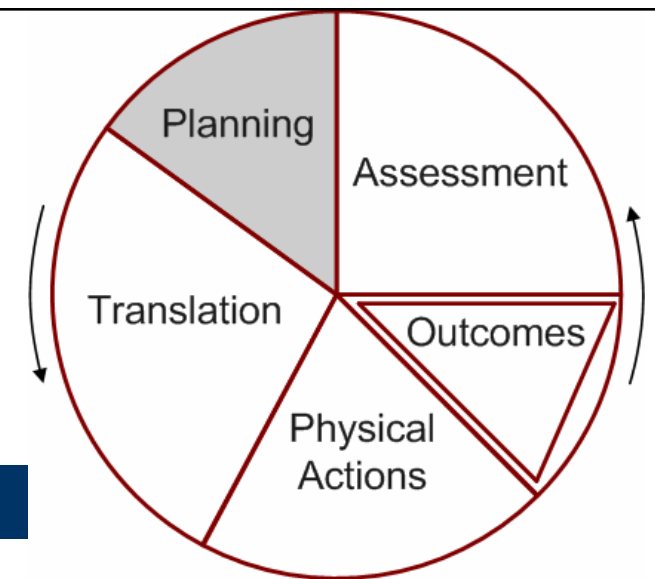 Planning
Assessment
Translation
Outcomes
Physical
Actions